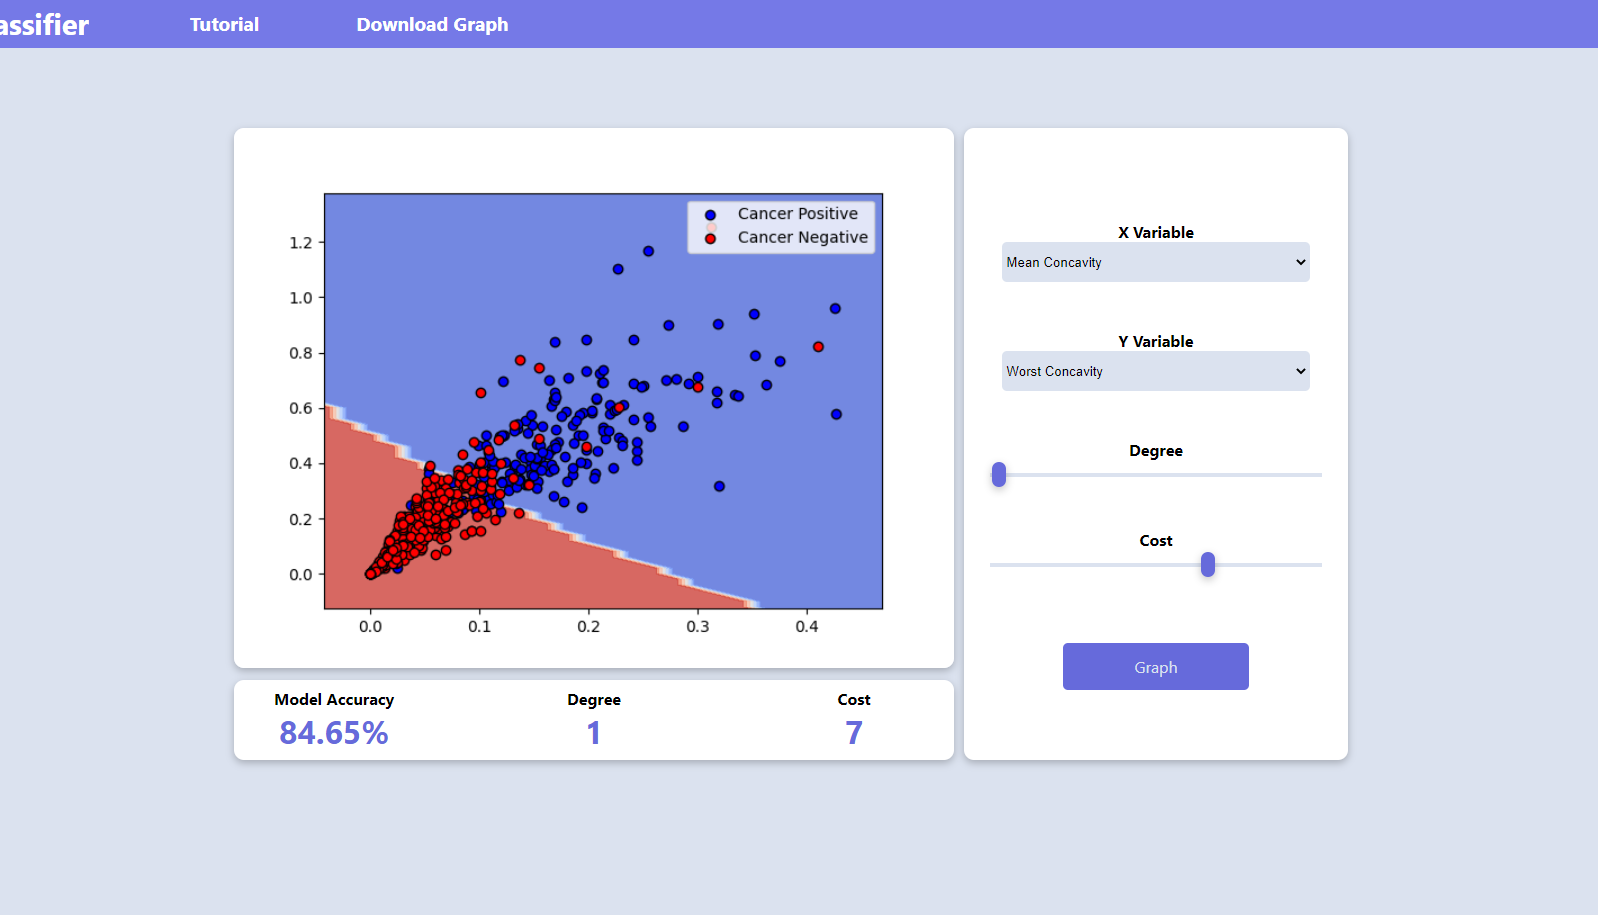 assifier Tutorial Download Graph
Cancer Positive
Cancer Negative
1.2
1.0
0.8
0.6
0.4
0.2
0.0
0.0 0.1 0.2 0.3 0.4
Model Accuracy Degree Cost
84.65% 1 7
X Variable
Mean Concavity
Y Variable
Worst Concavity
Degree
Cost
Graph